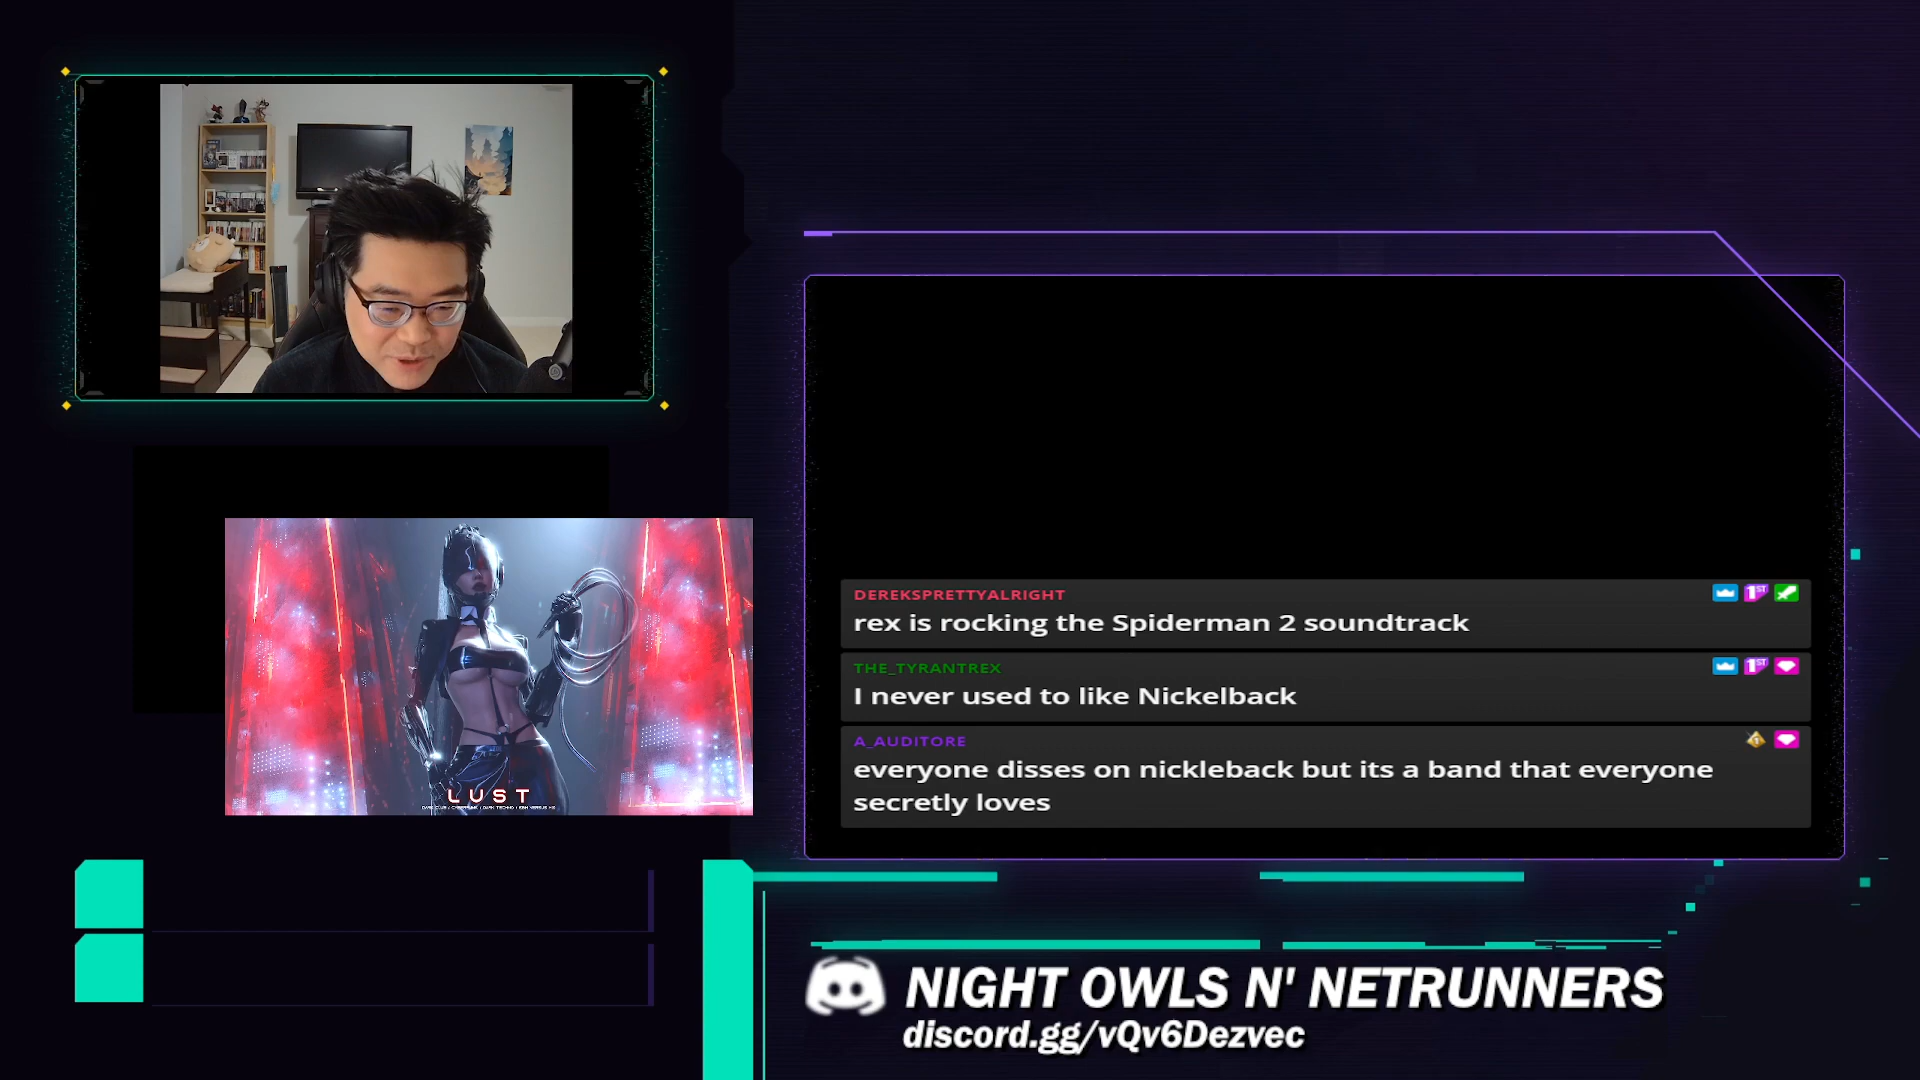 DEREKSPRETTYALRIGHT
rex is rocking the Spiderman 2 soundtrack
THE_TYRANTREX
I never used to like Nickelback
A_AUDITORE
everyone disses on nickleback but its a band that everyone
secretly loves
LUST
NIGHT OWLS N' NETRUNNERS
discord.gg/vQv6Dezvec